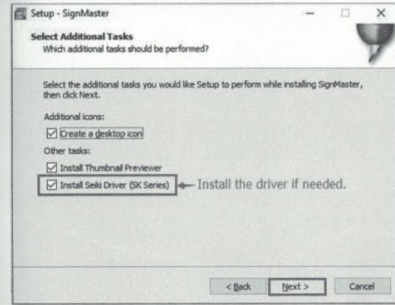 Setup - SignMaster
Select Additional Tasks
Which additional tasks should be performed?
Select the additional tasks you would like Setup to perform while installing SignMaster,
then click Next.
Additional icons:
Create a desktop icon
Other tasks:
Install Thumbnail Previewer
Install Seiki Driver (SK Series) Install the driver if needed.
< Back Next > Cancel